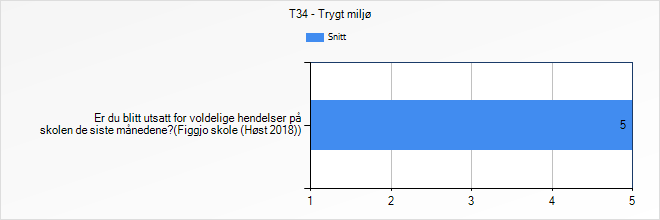 T34 - Trygt miljø
Snitt
Er du blitt utsatt for voldelige hendelser på
skolen de siste månedene?(Figgjo skole (Høst 2018))
5
1 2 3 4 5